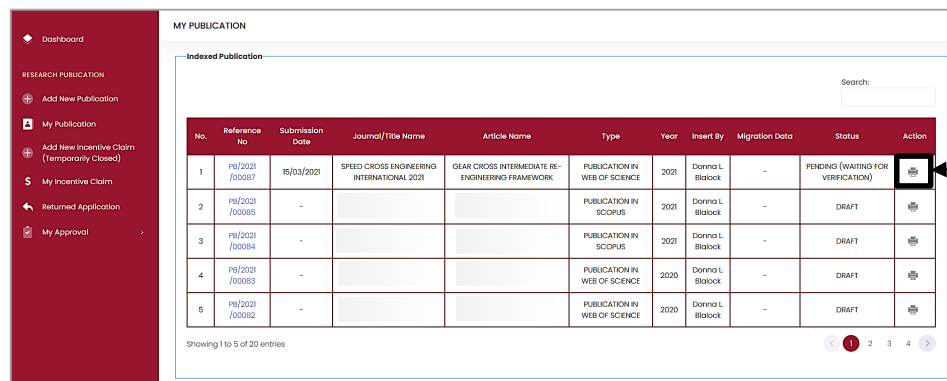 MY PUBLICATION
Dashboard
RESEARCH PUBLICATION
Add New Publication
My Publication
Add New Incentive Claim
(Temporarily Closed)
My Incentive Claim
Returned Application
My Approval
Indexed Publication
Search:
No. Reference No Submission Date Journal/Title Name Article Name Type Year Insert By Migration Data Status Action
1 PB/2021/00087 15/03/2021 SPEED CROSS ENGINEERING INTERNATIONAL 2021 GEAR CROSS INTERMEDIATE RE-ENGINEERING FRAMEWORK PUBLICATION IN WEB OF SCIENCE 2021 Donna L Blalock - PENDING (WAITING FOR VERIFICATION)
2 PB/2021/00085 - PUBLICATION IN SCOPUS 2021 Donna L Blalock - DRAFT
3 PB/2021/00084 - PUBLICATION IN SCOPUS 2021 Donna L Blalock - DRAFT
4 PB/2021/00083 - PUBLICATION IN WEB OF SCIENCE 2020 Donna L Blalock - DRAFT
5 PB/2021/00082 - PUBLICATION IN WEB OF SCIENCE 2020 Donna L Blalock - DRAFT
Showing 1 to 5 of 20 entries
< 1 2 3 4 >